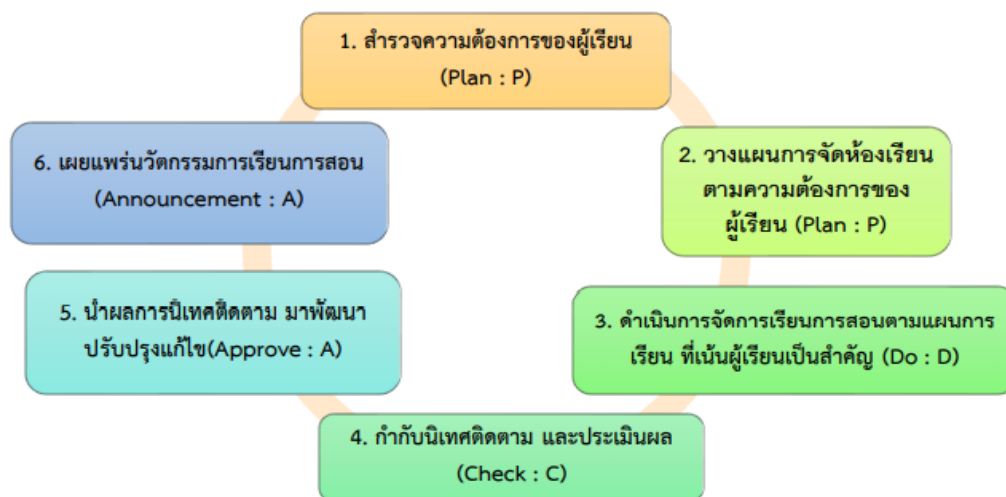 1. สำรวจความต้องการของผู้เรียน
(Plan : P)
2. วางแผนการจัดห้องเรียน
ตามความต้องการของ
ผู้เรียน (Plan : P)
3. ดำเนินการจัดการเรียนการสอนตามแผนการ
เรียน ที่เน้นผู้เรียนเป็นสำคัญ (Do : D)
4. กำกับนิเทศติดตาม และประเมินผล
(Check : C)
5. นำผลการนิเทศติดตาม มาพัฒนา
ปรับปรุงแก้ไข(Approve : A)
6. เผยแพร่นวัตกรรมการเรียนการสอน
(Announcement : A)